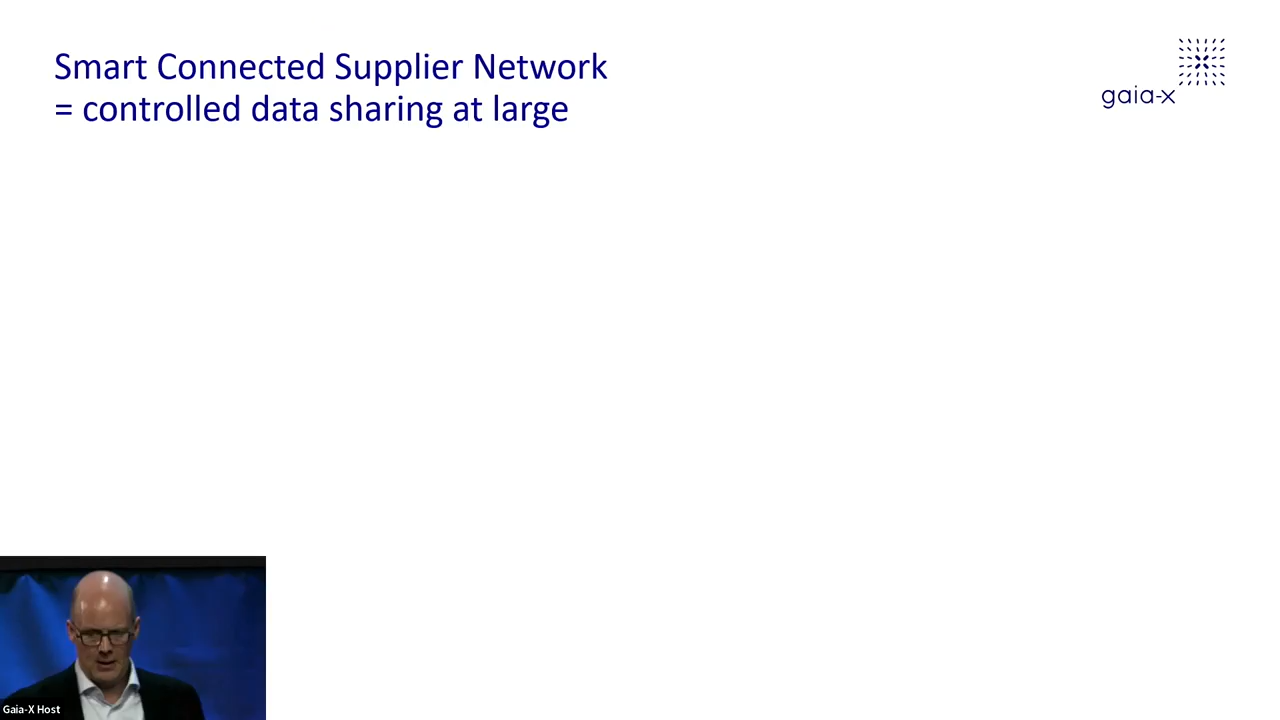 Smart Connected Supplier Network
= controlled data sharing at large
gaia-x
Gaia-X Host